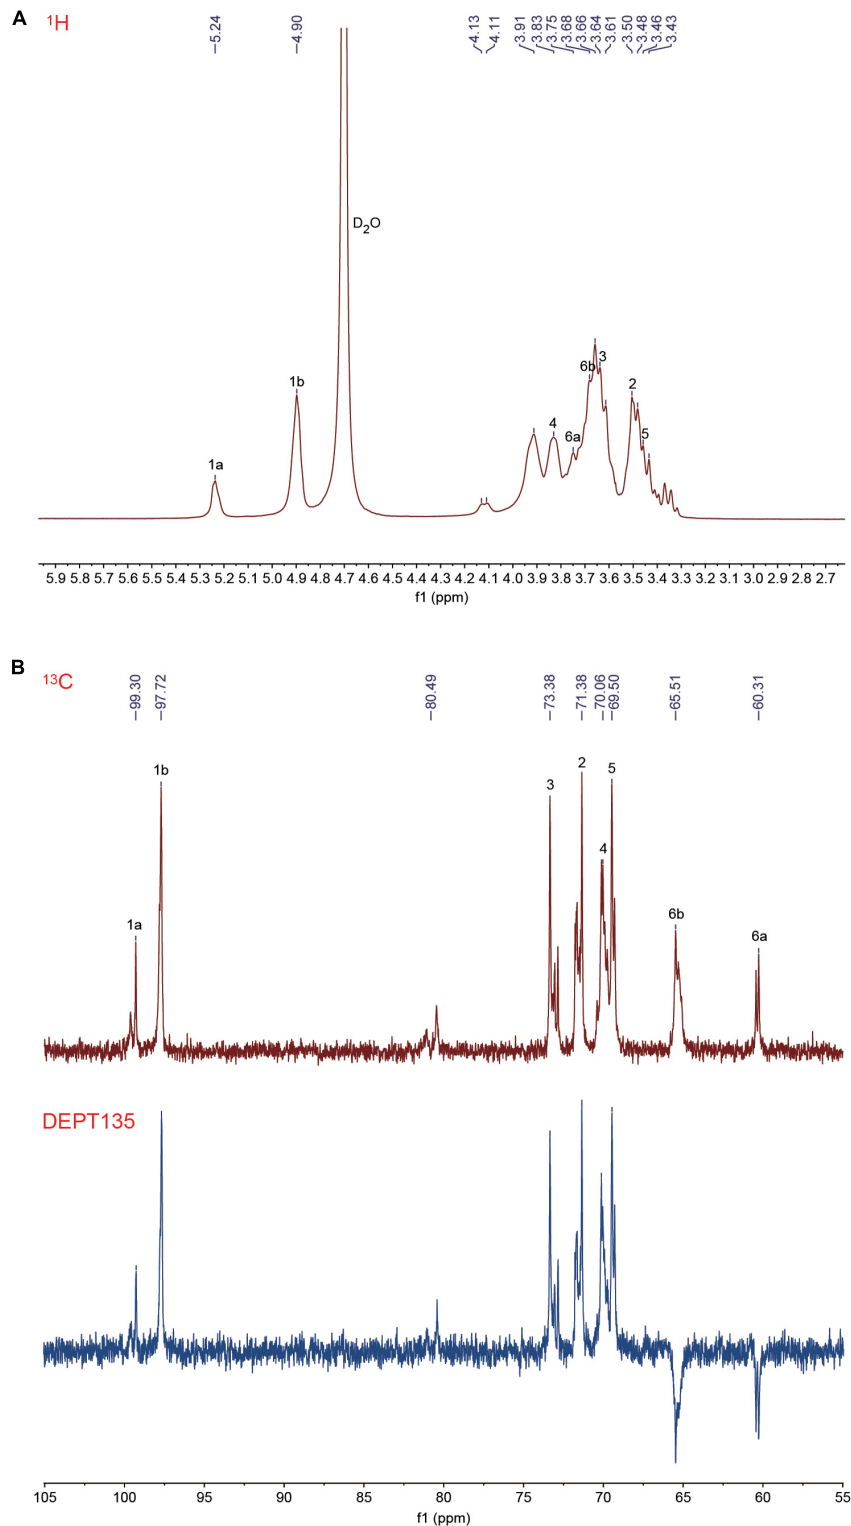 A
¹H
5.24
4.90
4.13
4.11
3.91
3.83
3.75
3.68
3.66
3.64
3.61
3.50
3.48
3.46
3.43
D₂O
1a
1b
4
6a
6b
3
2
5
5.9 5.8 5.7 5.6 5.5 5.4 5.3 5.2 5.1 5.0 4.9 4.8 4.7 4.6 4.5 4.4 4.3 4.2 4.1 4.0 3.9 3.8 3.7 3.6 3.5 3.4 3.3 3.2 3.1 3.0 2.9 2.8 2.7
f1 (ppm)
B
¹³C
99.30
97.72
80.49
73.38
71.38
70.06
69.50
65.51
60.31
1a
1b
3
2
4
5
6b
6a
DEPT135
105 100 95 90 85 80 75 70 65 60 55
f1 (ppm)